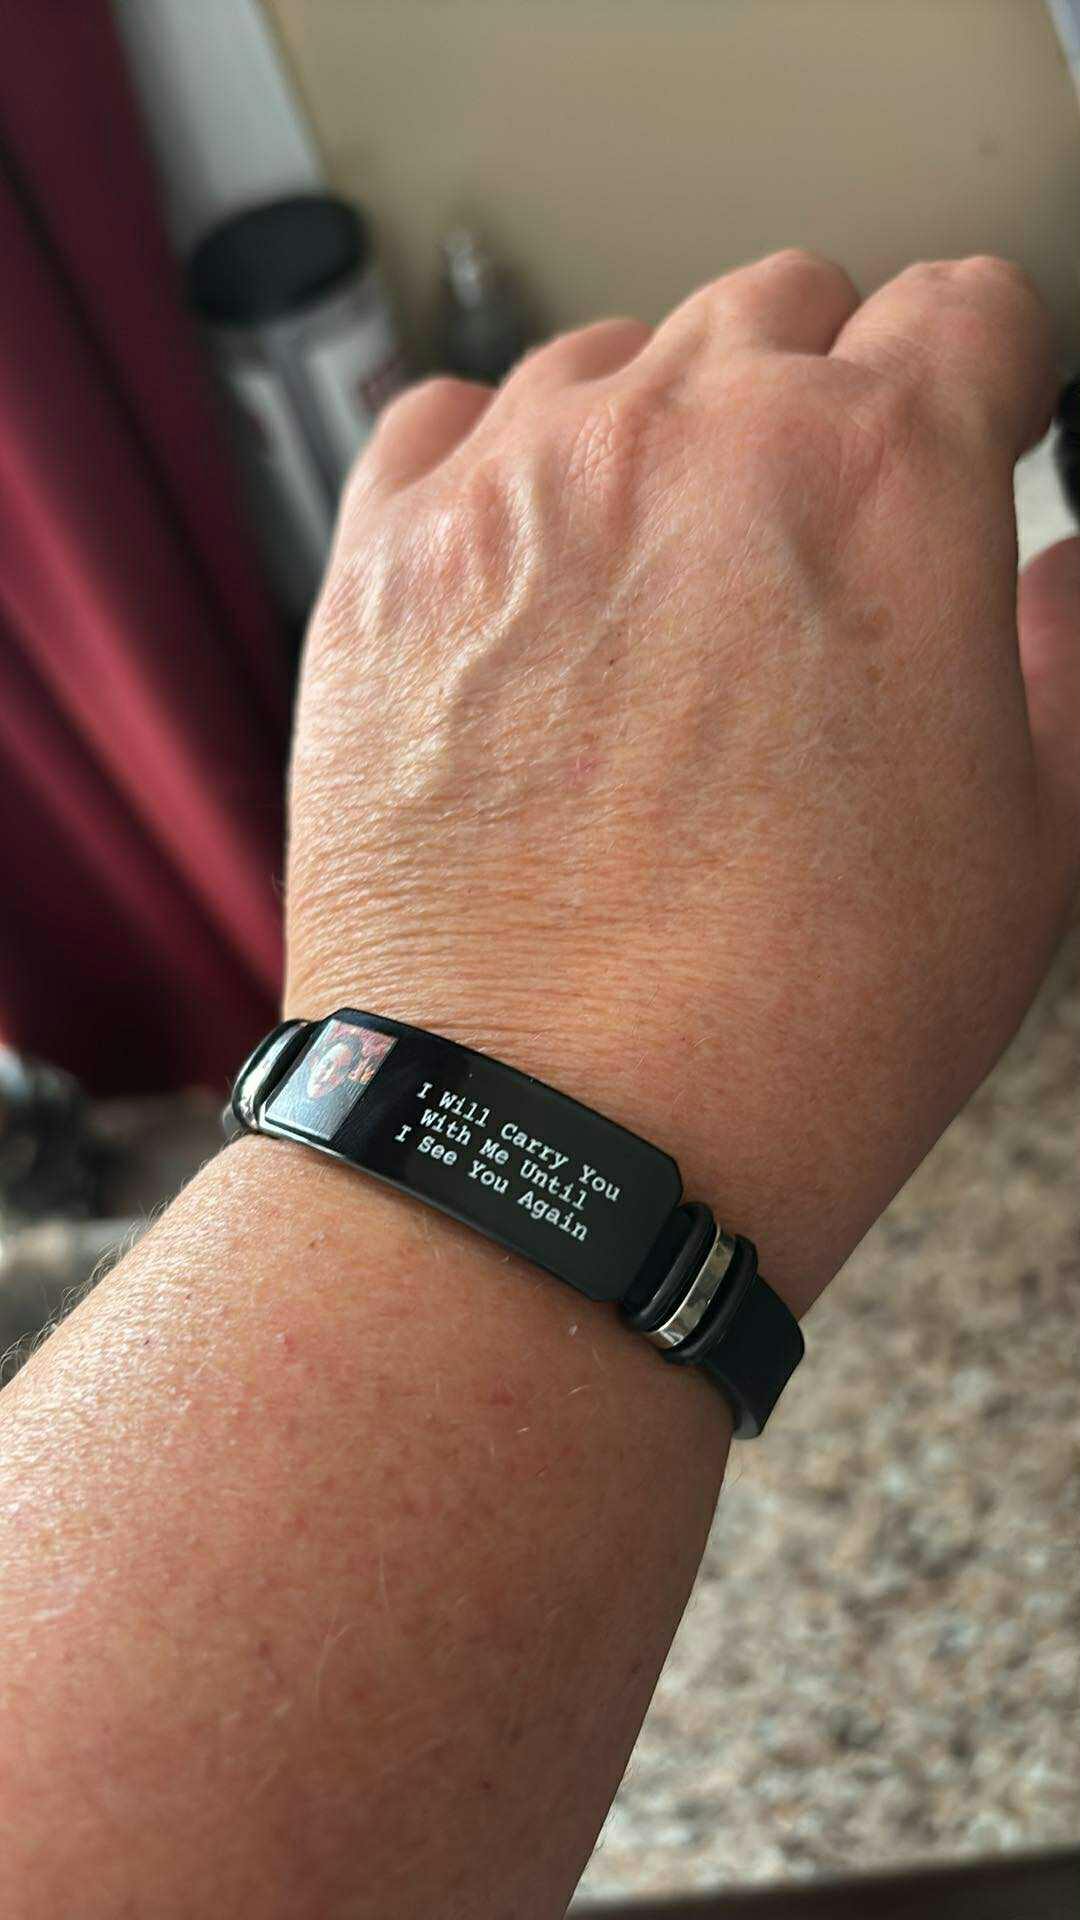 I Will Carry You
With Me Until
I See You Again